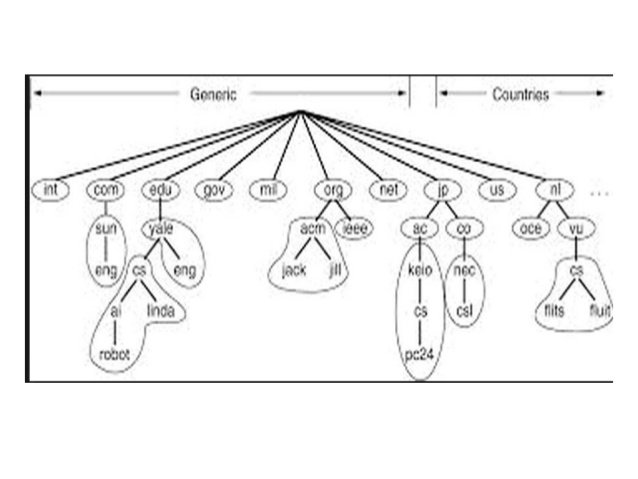 Generic Countries
int com edu gov mil org net jp us nl ...
sun yale acm ieee ac co oce vu
eng cs eng jack jill keio nec cs
ai linda cs csl flits fluit
robot pc24